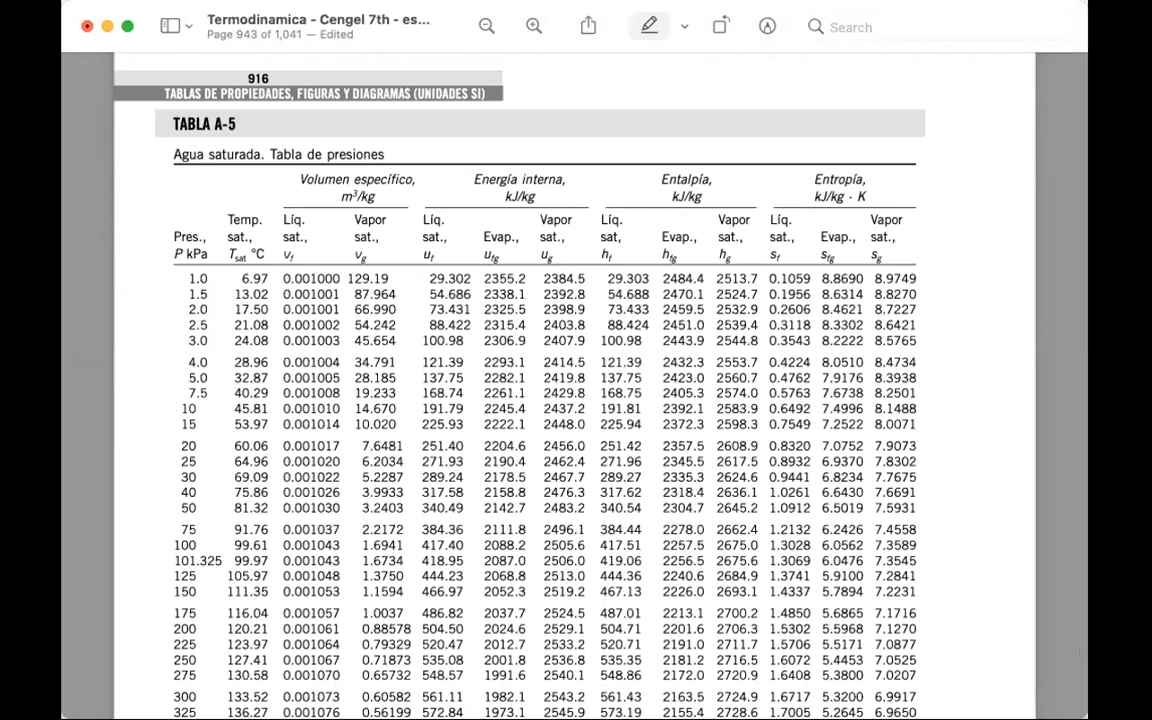 Termodinamica - Cengel 7th - es...
Page 943 of 1,041 — Edited
Search
916
TABLAS DE PROPIEDADES, FIGURAS Y DIAGRAMAS (UNIDADES SI)
TABLA A-5
Agua saturada. Tabla de presiones
Volumen específico, Energía interna, Entalpía, Entropía,
m³/kg kJ/kg kJ/kg kJ/kg · K
Temp. Líq. Vapor Líq. Vapor Líq. Vapor Líq. Vapor
Pres., sat., sat., sat., sat., Evap., sat., sat, Evap., sat., sat., Evap., sat.,
P kPa Tsat °C vf vg uf ufg ug hf hfg hg sf sfg sg
1.0 6.97 0.001000 129.19 29.302 2355.2 2384.5 29.303 2484.4 2513.7 0.1059 8.8690 8.9749
1.5 13.02 0.001001 87.964 54.686 2338.1 2392.8 54.688 2470.1 2524.7 0.1956 8.6314 8.8270
2.0 17.50 0.001001 66.990 73.431 2325.5 2398.9 73.433 2459.5 2532.9 0.2606 8.4621 8.7227
2.5 21.08 0.001002 54.242 88.422 2315.4 2403.8 88.424 2451.0 2539.4 0.3118 8.3302 8.6421
3.0 24.08 0.001003 45.654 100.98 2306.9 2407.9 100.98 2443.9 2544.8 0.3543 8.2222 8.5765
4.0 28.96 0.001004 34.791 121.39 2293.1 2414.5 121.39 2432.3 2553.7 0.4224 8.0510 8.4734
5.0 32.87 0.001005 28.185 137.75 2282.1 2419.8 137.75 2423.0 2560.7 0.4762 7.9176 8.3938
7.5 40.29 0.001008 19.233 168.74 2261.1 2429.8 168.75 2405.3 2574.0 0.5763 7.6738 8.2501
10 45.81 0.001010 14.670 191.79 2245.4 2437.2 191.81 2392.1 2583.9 0.6492 7.4996 8.1488
15 53.97 0.001014 10.020 225.93 2222.1 2448.0 225.94 2372.3 2598.3 0.7549 7.2522 8.0071
20 60.06 0.001017 7.6481 251.40 2204.6 2456.0 251.42 2357.5 2608.9 0.8320 7.0752 7.9073
25 64.96 0.001020 6.2034 271.93 2190.4 2462.4 271.96 2345.5 2617.5 0.8932 6.9370 7.8302
30 69.09 0.001022 5.2287 289.24 2178.5 2467.7 289.27 2335.3 2624.6 0.9441 6.8234 7.7675
40 75.86 0.001026 3.9933 317.58 2158.8 2476.3 317.62 2318.4 2636.1 1.0261 6.6430 7.6691
50 81.32 0.001030 3.2403 340.49 2142.7 2483.2 340.54 2304.7 2645.2 1.0912 6.5019 7.5931
75 91.76 0.001037 2.2172 384.36 2111.8 2496.1 384.44 2278.0 2662.4 1.2132 6.2426 7.4558
100 99.61 0.001043 1.6941 417.40 2088.2 2505.6 417.51 2257.5 2675.0 1.3028 6.0562 7.3589
101.325 99.97 0.001043 1.6734 418.95 2087.0 2506.0 419.06 2256.5 2675.6 1.3069 6.0476 7.3545
125 105.97 0.001048 1.3750 444.23 2068.8 2513.0 444.36 2240.6 2684.9 1.3741 5.9100 7.2841
150 111.35 0.001053 1.1594 466.97 2052.3 2519.2 467.13 2226.0 2693.1 1.4337 5.7894 7.2231
175 116.04 0.001057 1.0037 486.82 2037.7 2524.5 487.01 2213.1 2700.2 1.4850 5.6865 7.1716
200 120.21 0.001061 0.88578 504.50 2024.6 2529.1 504.71 2201.6 2706.3 1.5302 5.5968 7.1270
225 123.97 0.001064 0.79329 520.47 2012.7 2533.2 520.71 2191.0 2711.7 1.5706 5.5171 7.0877
250 127.41 0.001067 0.71873 535.08 2001.8 2536.8 535.35 2181.2 2716.5 1.6072 5.4453 7.0525
275 130.58 0.001070 0.65732 548.57 1991.6 2540.1 548.86 2172.0 2720.9 1.6408 5.3800 7.0207
300 133.52 0.001073 0.60582 561.11 1982.1 2543.2 561.43 2163.5 2724.9 1.6717 5.3200 6.9917
325 136.27 0.001076 0.56199 572.84 1973.1 2545.9 573.19 2155.4 2728.6 1.7005 5.2645 6.9650